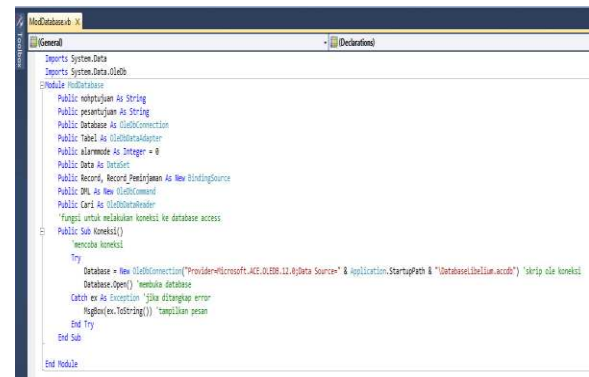 ModDatabase.vb X
Toolbox
(General)
(Declarations)
Imports System.Data
Imports System.Data.OleDb
Module ModDatabase
Public nohptujuan As String
Public pesantujuan As String
Public Database As OleDbConnection
Public Tabel As OleDbDataAdapter
Public alarmmode As Integer = 0
Public Data As DataSet
Public Record, Record_Peminjaman As New BindingSource
Public DML As New OleDbCommand
Public Cari As OleDbDataReader
'fungsi untuk melakukan koneksi ke database access
Public Sub Koneksi()
'mencoba koneksi
Try
Database = New OleDbConnection("Provider=Microsoft.ACE.OLEDB.12.0;Data Source=" & Application.StartupPath & "\DatabaseLibelium.accdb") 'skrip ole koneksi
Database.Open() 'membuka database
Catch ex As Exception 'jika ditangkap error
MsgBox(ex.ToString()) 'tampilkan pesan
End Try
End Sub
End Module